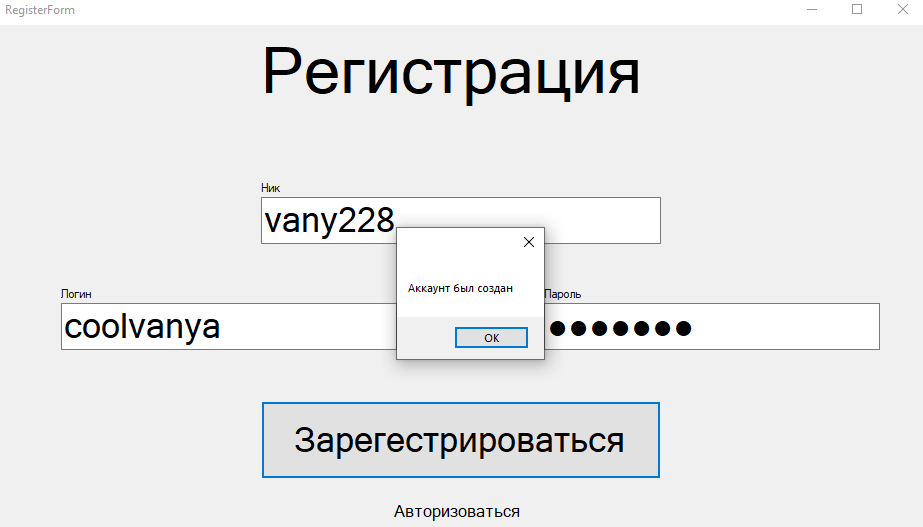 RegisterForm
Регистрация
Ник
vany228
Аккаунт был создан
Логин
Пароль
coolvanya
●●●●●●●
OK
Зарегестрироваться
Авторизоваться